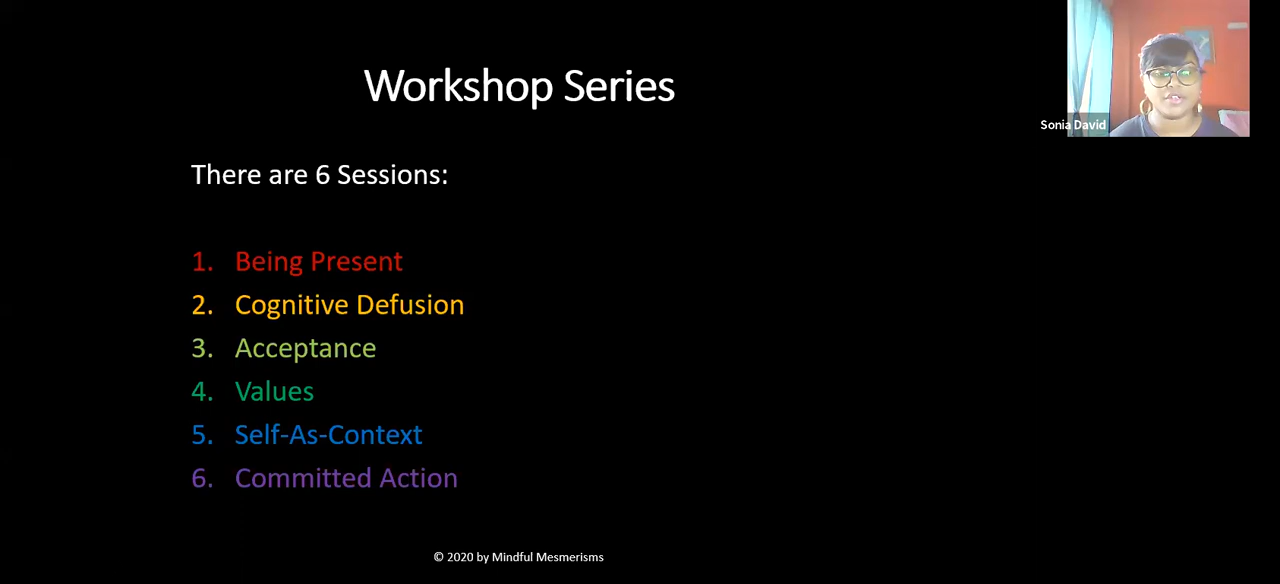 Workshop Series
Sonia David
There are 6 Sessions:
1. Being Present
2. Cognitive Defusion
3. Acceptance
4. Values
5. Self-As-Context
6. Committed Action
© 2020 by Mindful Mesmerisms